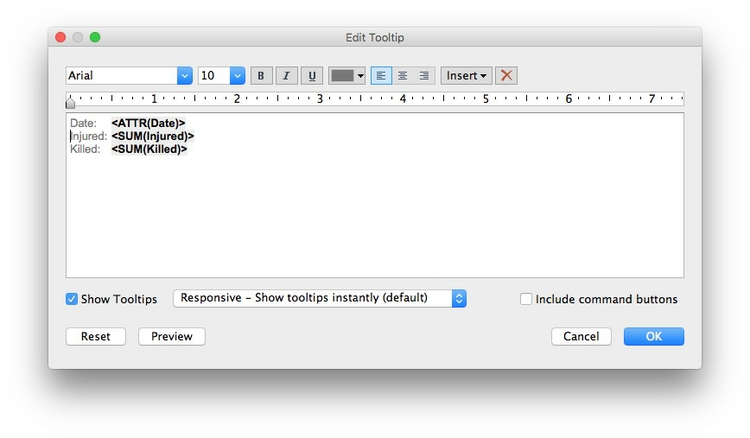 Edit Tooltip
Arial 10 B I U Insert
1 2 3 4 5 6 7
Date: <ATTR(Date)>
Injured: <SUM(Injured)>
Killed: <SUM(Killed)>
Show Tooltips Responsive – Show tooltips instantly (default) Include command buttons
Reset Preview Cancel OK